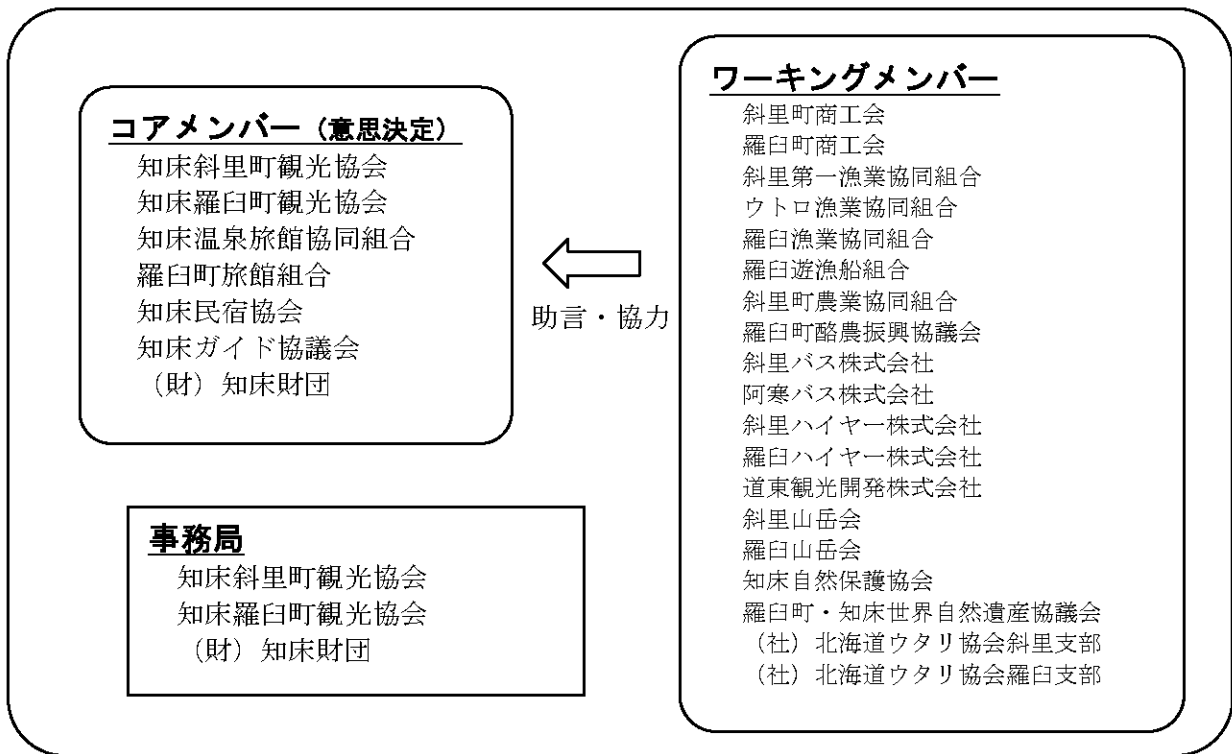 コアメンバー（意思決定）
知床斜里町観光協会
知床羅臼町観光協会
知床温泉旅館協同組合
羅臼町旅館組合
知床民宿協会
知床ガイド協議会
（財）知床財団
助言・協力
事務局
知床斜里町観光協会
知床羅臼町観光協会
（財）知床財団
ワーキングメンバー
斜里町商工会
羅臼町商工会
斜里第一漁業協同組合
ウトロ漁業協同組合
羅臼漁業協同組合
羅臼遊漁船組合
斜里町農業協同組合
羅臼町酪農振興協議会
斜里バス株式会社
阿寒バス株式会社
斜里ハイヤー株式会社
羅臼ハイヤー株式会社
道東観光開発株式会社
斜里山岳会
羅臼山岳会
知床自然保護協会
羅臼町・知床世界自然遺産協議会
（社）北海道ウタリ協会斜里支部
（社）北海道ウタリ協会羅臼支部